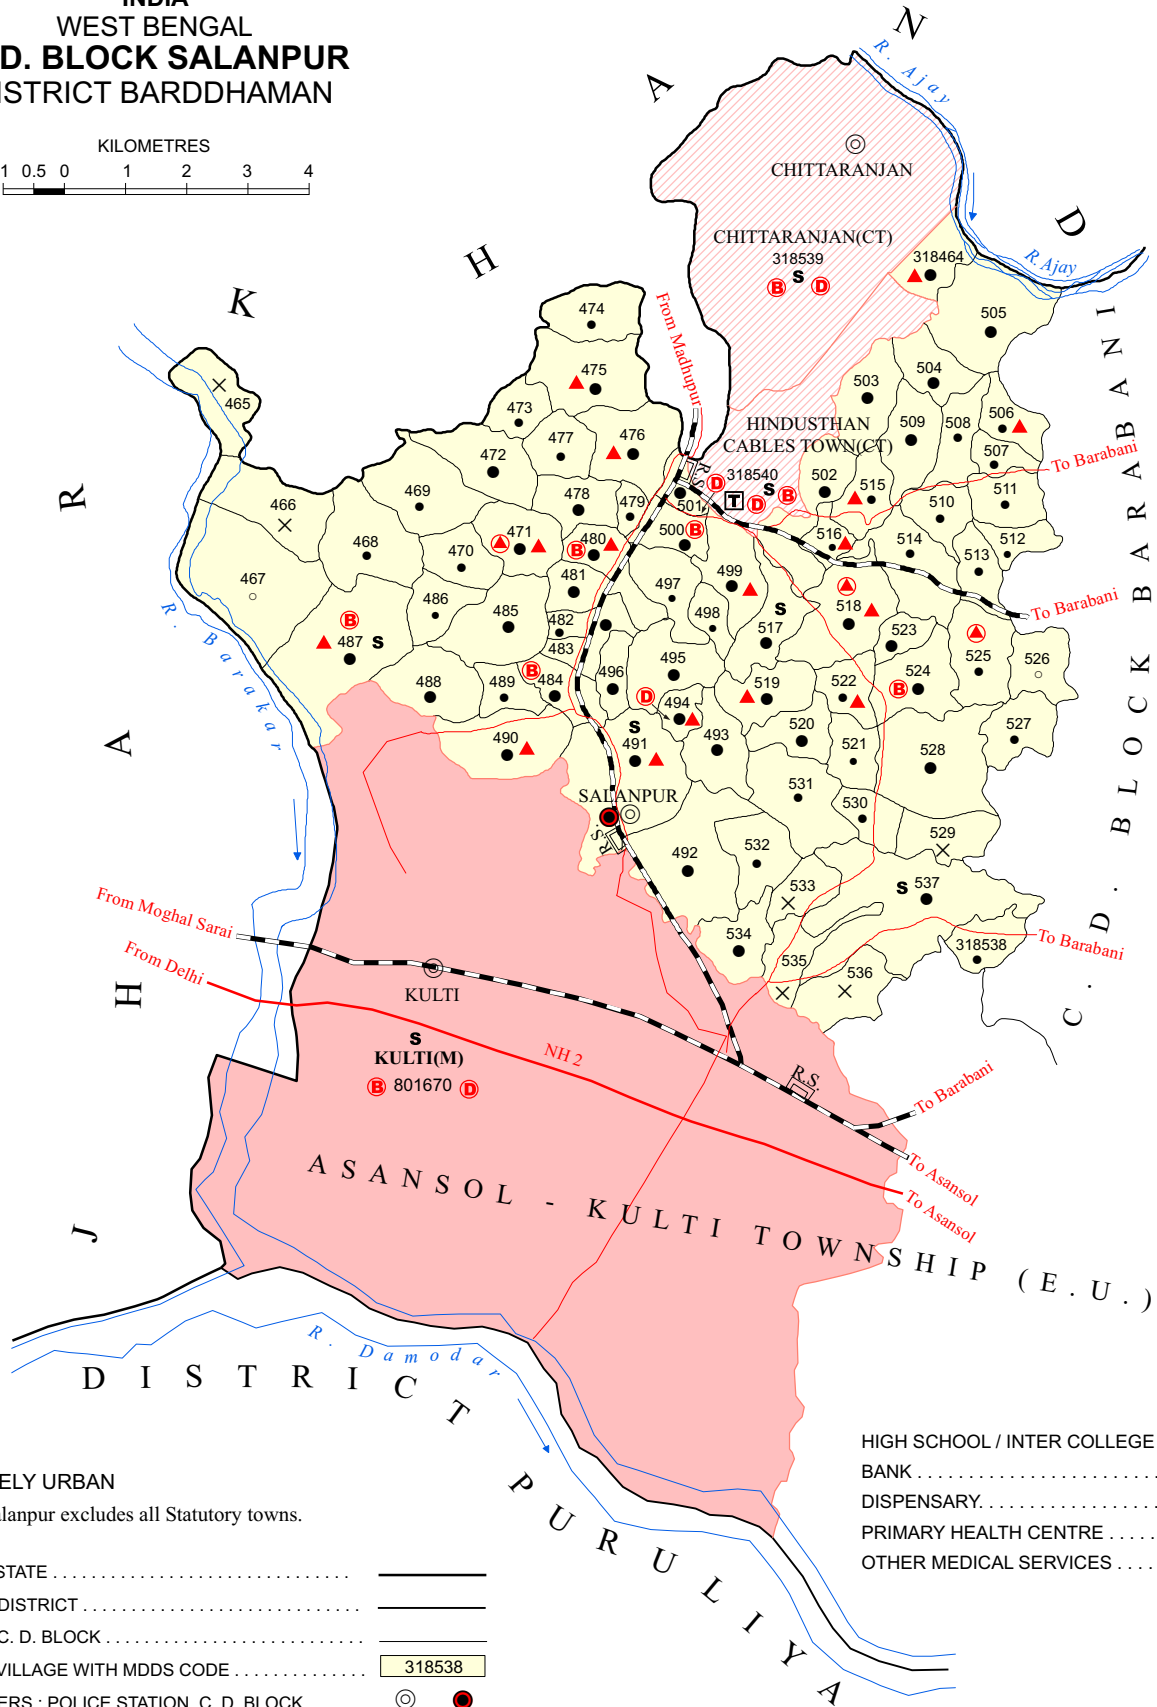 INDIA
WEST BENGAL
D. BLOCK SALANPUR
ISTRICT BARDDHAMAN
KILOMETRES
1 0.5 0 1 2 3 4
J H A R K H A N D
R. Ajay
R. Ajay
CHITTARANJAN
CHITTARANJAN(CT)
318539
S
B D
318464
From Madhupur
474
505
475
504
503
465
473
506
HINDUSTHAN
CABLES TOWN(CT)
509
508
477
476
507
To Barabani
472
R.S.
318540
502
D
S
T
D
B
515
466
469
478
479
501
510
511
468
470
471
480
B
500
B
516
514
512
513
467
481
497
499
486
485
482
498
S
517
518
To Barabani
R. Barakar
B
487 S
483
523
525
526
488
489
B
484
496
495
D
519
522
B
524
490
494
S
491
493
520
521
527
528
531
SALANPUR
530
R.S.
529
492
532
533
S 537
From Moghal Sarai
534
318538
To Barabani
From Delhi
535
536
KULTI
C. D. BLOCK BARABANI
S
KULTI(M)
B 801670 D
NH 2
R.S.
To Barabani
To Asansol
To Asansol
ASANSOL - KULTI TOWNSHIP (E.U.)
R. Damodar
DISTRICT PURULIYA
ELY URBAN
alanpur excludes all Statutory towns.
STATE . . . . . . . . . . . . . . . . . . . . . . . . . . . . . . .
DISTRICT . . . . . . . . . . . . . . . . . . . . . . . . . . . . .
C. D. BLOCK . . . . . . . . . . . . . . . . . . . . . . . . . . .
VILLAGE WITH MDDS CODE . . . . . . . . . . . . . . 318538
ERS : POLICE STATION, C. D. BLOCK
HIGH SCHOOL / INTER COLLEGE
BANK . . . . . . . . . . . . . . . . . . . . . . . .
DISPENSARY. . . . . . . . . . . . . . . . . .
PRIMARY HEALTH CENTRE . . . . .
OTHER MEDICAL SERVICES . . . .